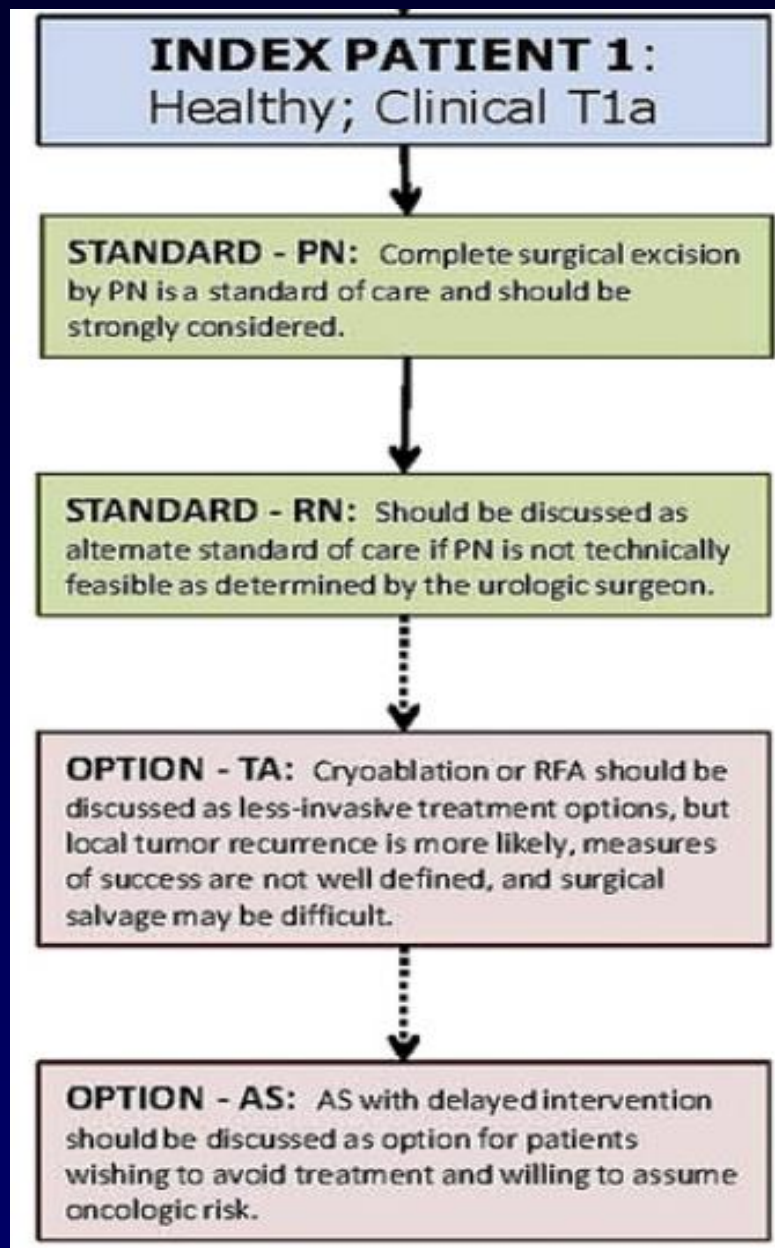 INDEX PATIENT 1:
Healthy; Clinical T1a
STANDARD - PN: Complete surgical excision
by PN is a standard of care and should be
strongly considered.
STANDARD - RN: Should be discussed as
alternate standard of care if PN is not technically
feasible as determined by the urologic surgeon.
OPTION - TA: Cryoablation or RFA should be
discussed as less-invasive treatment options, but
local tumor recurrence is more likely, measures
of success are not well defined, and surgical
salvage may be difficult.
OPTION - AS: AS with delayed intervention
should be discussed as option for patients
wishing to avoid treatment and willing to assume
oncologic risk.